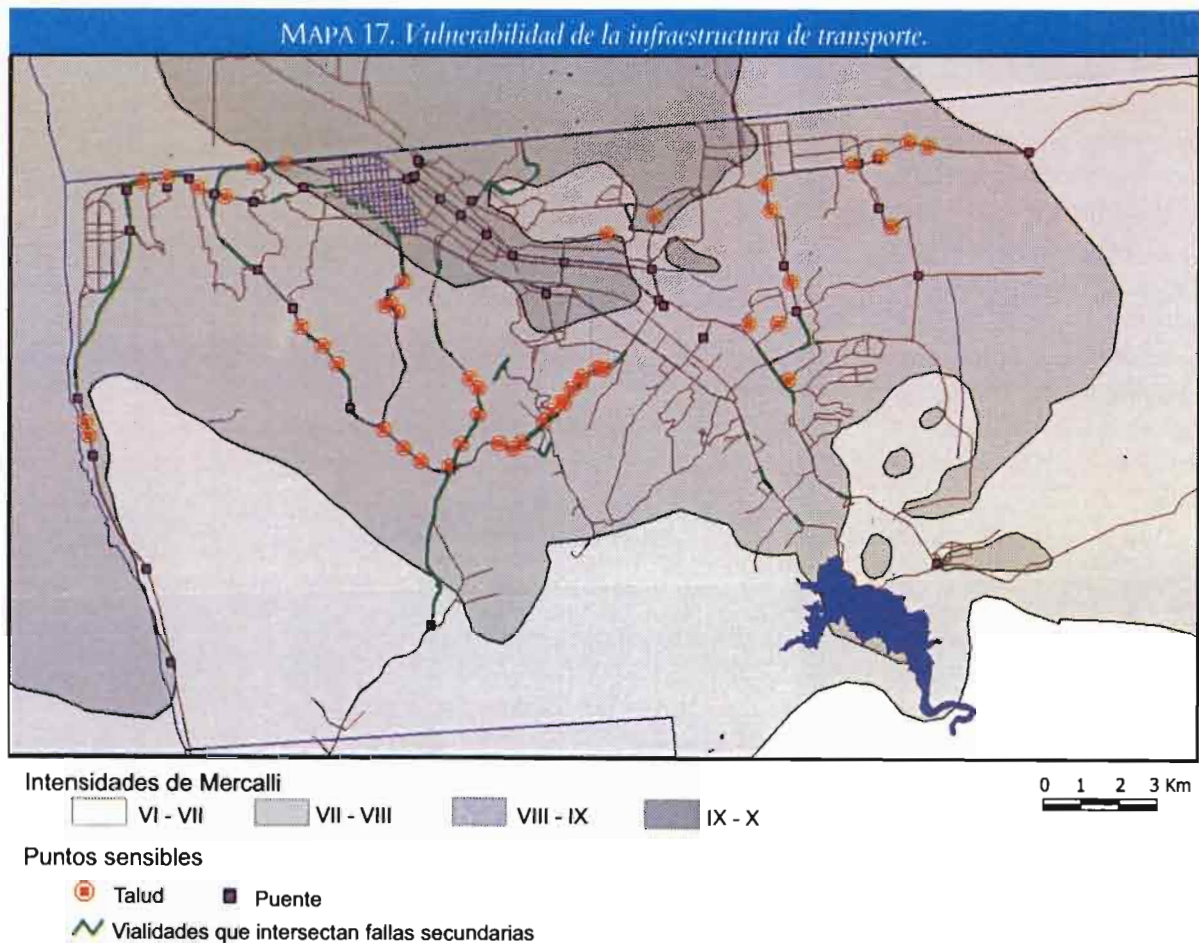 MAPA 17. Vulnerabilidad de la infraestructura de transporte.
Intensidades de Mercalli
VI - VII
VII - VIII
VIII - IX
IX - X
0 1 2 3 Km
Puntos sensibles
Talud
Puente
Vialidades que intersectan fallas secundarias